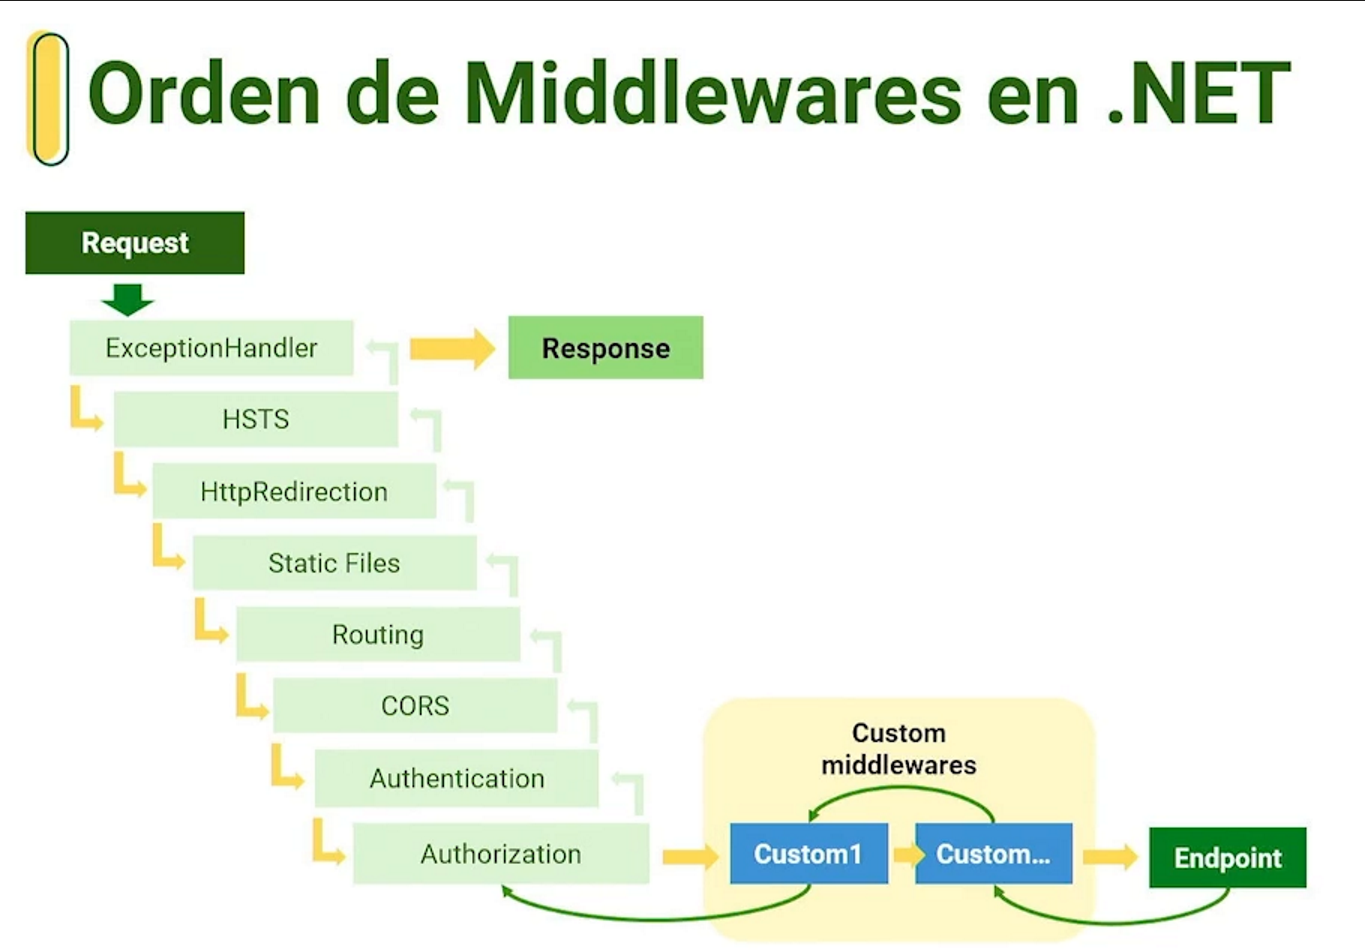 Orden de Middlewares en .NET
Request
ExceptionHandler
Response
HSTS
HttpRedirection
Static Files
Routing
CORS
Authentication
Authorization
Custom
middlewares
Custom1
Custom...
Endpoint